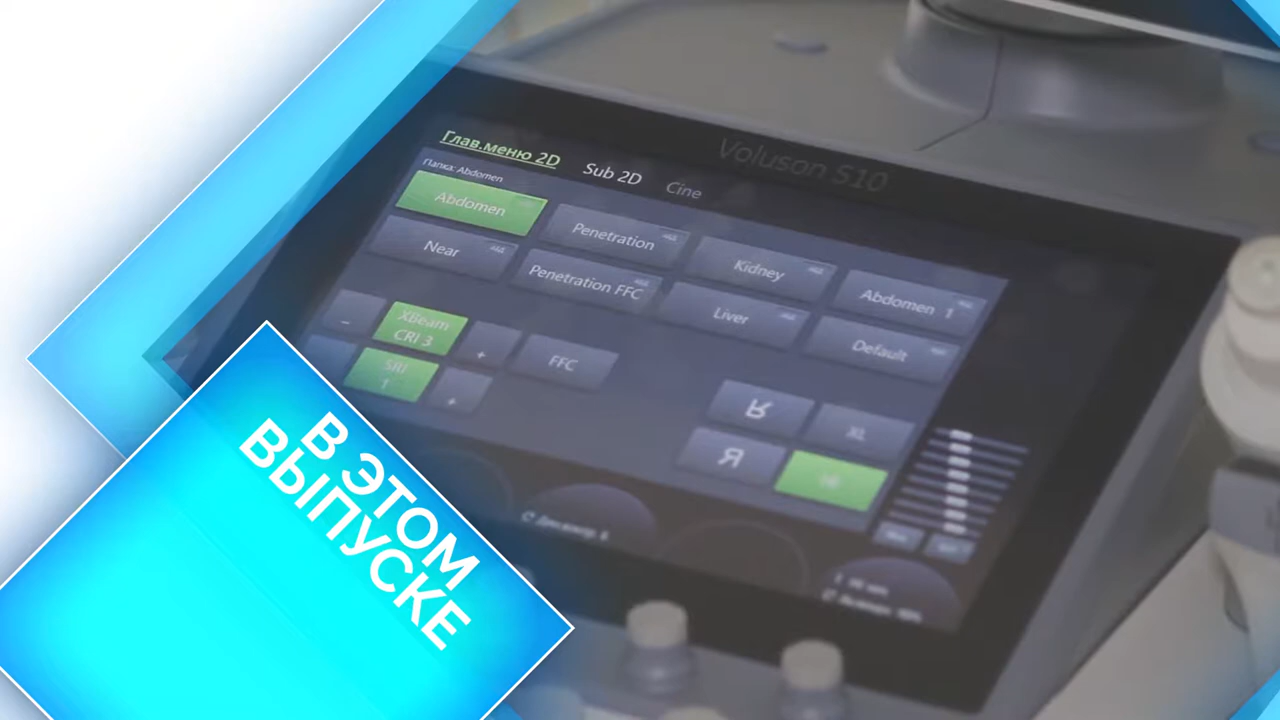 Voluson S10
Глав.меню 2D
Sub 2D
Cine
Папка: Abdomen
Abdomen
Penetration
Kidney
Abdomen 1
Near
Penetration FFC
Liver
Default
-
XBeam
CRI 3
+
FFC
SRI
1
+
R
Я
XL
В ЭТОМ
ВЫПУСКЕ